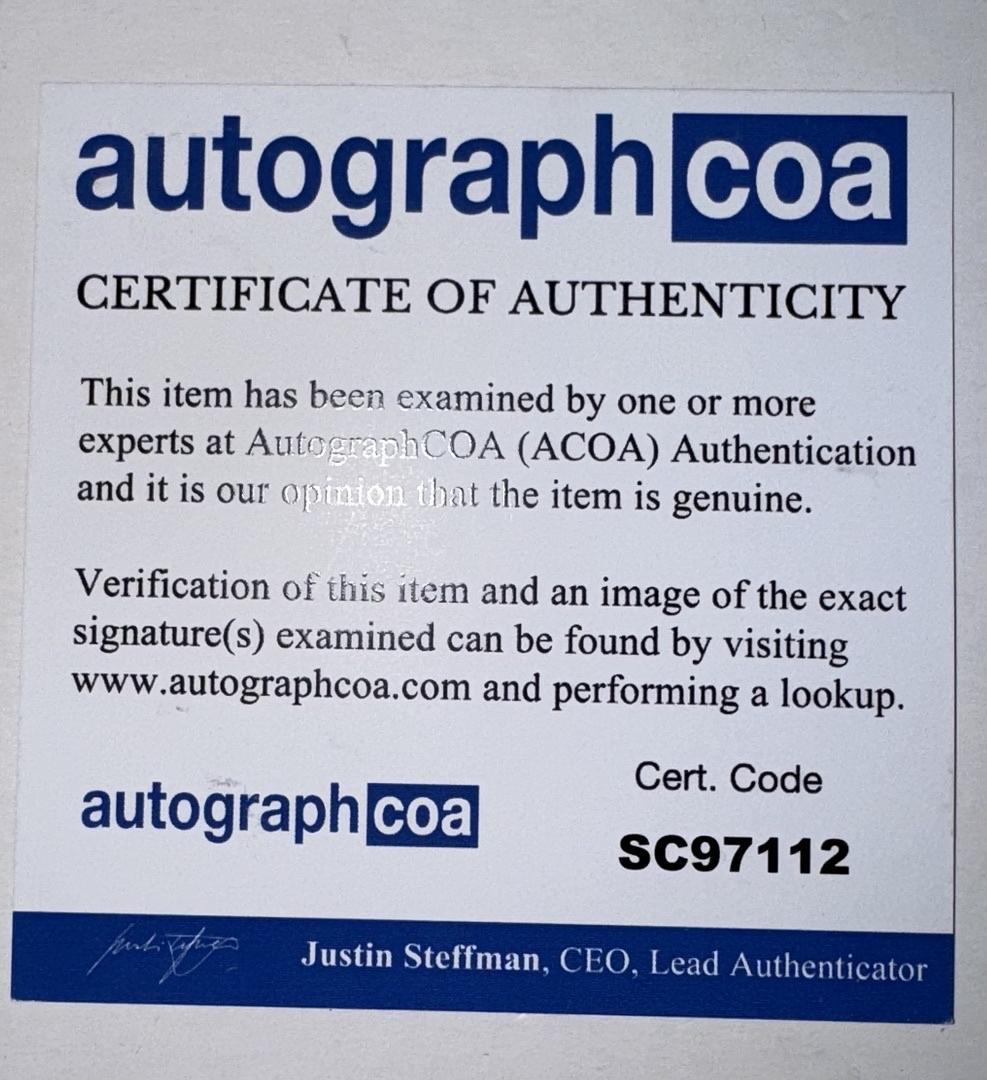 autographcoa
CERTIFICATE OF AUTHENTICITY
This item has been examined by one or more
experts at AutographCOA (ACOA) Authentication
and it is our opinion that the item is genuine.
Verification of this item and an image of the exact
signature(s) examined can be found by visiting
www.autographcoa.com and performing a lookup.
autographcoa
Cert. Code
SC97112
Justin Steffman, CEO, Lead Authenticator